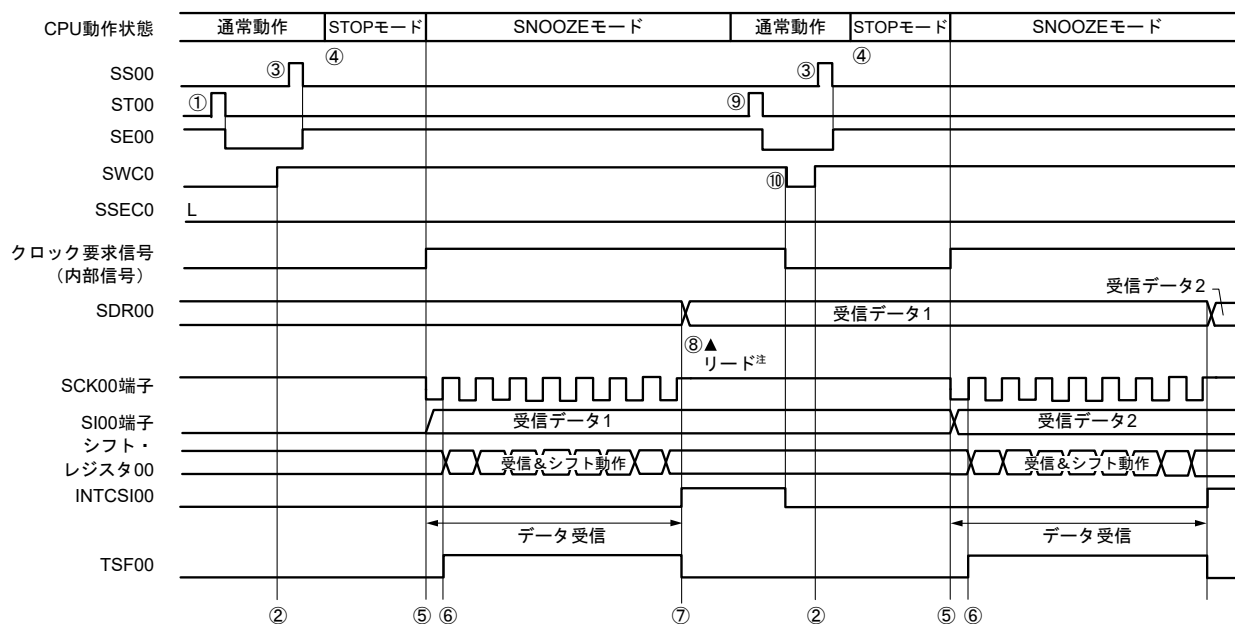 CPU動作状態 通常動作 STOPモード SNOOZEモード 通常動作 STOPモード SNOOZEモード
③ ④ ③ ④
SS00
① ⑨
ST00
SE00
SWC0
⑩
SSEC0 L
クロック要求信号
(内部信号)
受信データ2
SDR00 受信データ1
⑧▲
リード注
SCK00端子
SI00端子 受信データ1 受信データ2
シフト・
レジスタ00 受信&シフト動作 受信&シフト動作
INTCSI00
データ受信 データ受信
TSF00
② ⑤ ⑥ ⑦ ② ⑤ ⑥